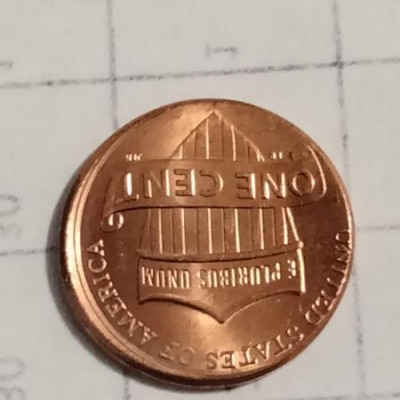 UNITED STATES OF AMERICA
E PLURIBUS UNUM
ONE CENT